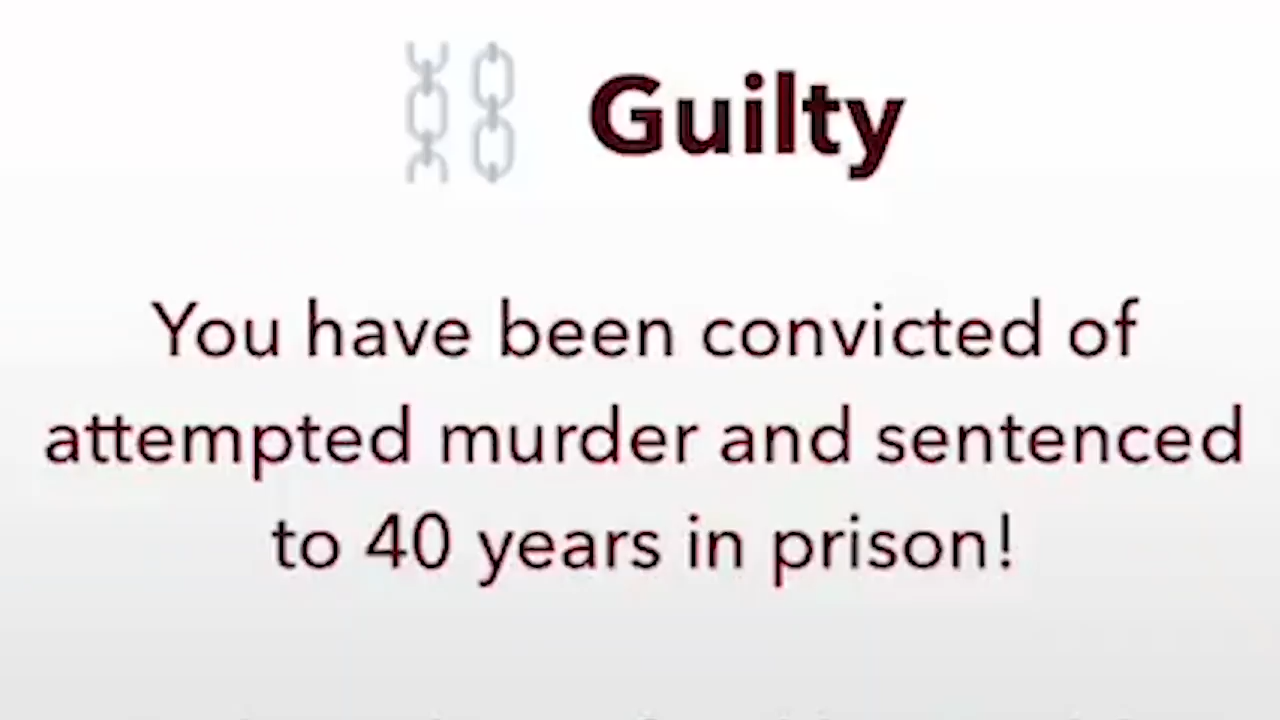 Guilty
You have been convicted of
attempted murder and sentenced
to 40 years in prison!